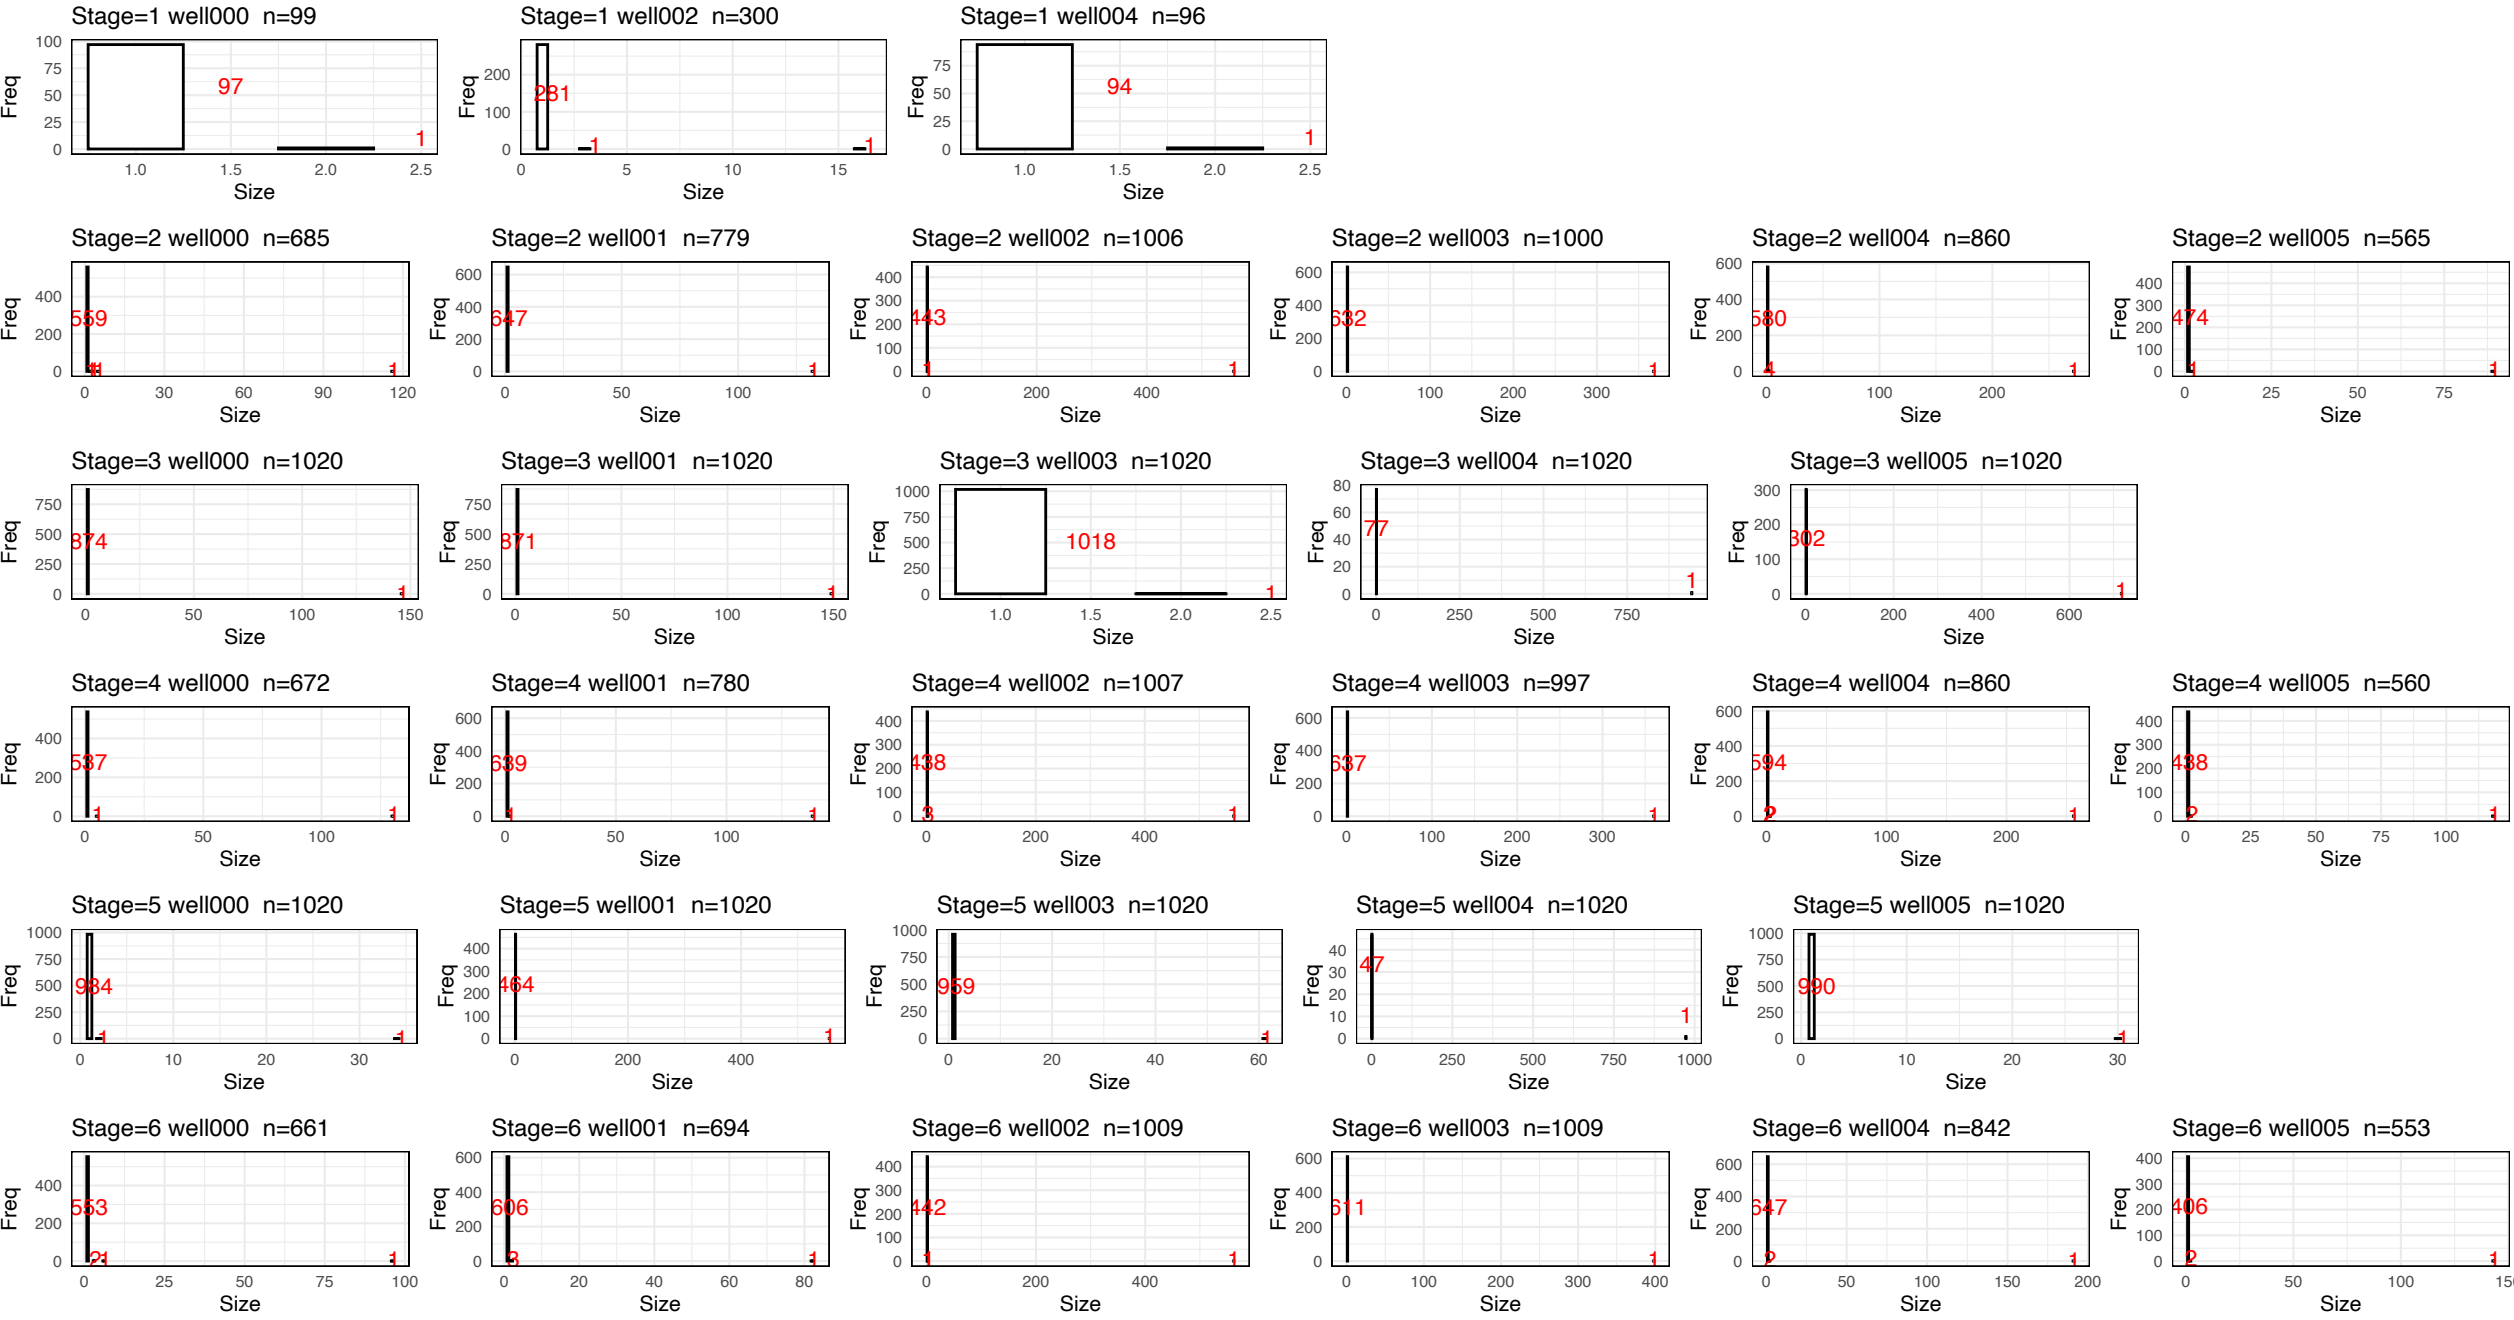 Stage=1 well000  n=99
Stage=1 well002  n=300
Stage=1 well004  n=96
Freq
100
75
50
25
0
97
1
1.0 1.5 2.0 2.5
Size
Freq
200
100
0
281
1
1
0 5 10 15
Size
Freq
75
50
25
0
94
1
1.0 1.5 2.0 2.5
Size
Stage=2 well000  n=685
Stage=2 well001  n=779
Stage=2 well002  n=1006
Stage=2 well003  n=1000
Stage=2 well004  n=860
Stage=2 well005  n=565
Freq
400
200
0
559
1
0 30 60 90 120
Size
Freq
600
400
200
0
647
1
0 50 100
Size
Freq
400
300
200
100
0
443
1
1
0 200 400
Size
Freq
600
400
200
0
632
1
0 100 200 300
Size
Freq
600
400
200
0
580
4
1
0 100 200
Size
Freq
400
300
200
100
0
474
1
1
0 25 50 75
Size
Stage=3 well000  n=1020
Stage=3 well001  n=1020
Stage=3 well003  n=1020
Stage=3 well004  n=1020
Stage=3 well005  n=1020
Freq
750
500
250
0
874
1
0 50 100 150
Size
Freq
750
500
250
0
871
1
0 50 100 150
Size
Freq
1000
750
500
250
0
1018
1
1.0 1.5 2.0 2.5
Size
Freq
80
60
40
20
0
77
1
0 250 500 750
Size
Freq
300
200
100
0
302
1
0 200 400 600
Size
Stage=4 well000  n=672
Stage=4 well001  n=780
Stage=4 well002  n=1007
Stage=4 well003  n=997
Stage=4 well004  n=860
Stage=4 well005  n=560
Freq
400
200
0
537
1
1
0 50 100
Size
Freq
600
400
200
0
639
1
1
0 50 100
Size
Freq
400
300
200
100
0
438
3
1
0 200 400
Size
Freq
600
400
200
0
637
1
0 100 200 300
Size
Freq
600
400
200
0
594
2
1
0 100 200
Size
Freq
400
300
200
100
0
438
2
1
0 25 50 75 100
Size
Stage=5 well000  n=1020
Stage=5 well001  n=1020
Stage=5 well003  n=1020
Stage=5 well004  n=1020
Stage=5 well005  n=1020
Freq
1000
750
500
250
0
984
1
1
0 10 20 30
Size
Freq
400
300
200
100
0
464
1
0 200 400
Size
Freq
1000
750
500
250
0
959
1
0 20 40 60
Size
Freq
40
30
20
10
0
47
1
0 250 500 750 1000
Size
Freq
1000
750
500
250
0
990
1
0 10 20 30
Size
Stage=6 well000  n=661
Stage=6 well001  n=694
Stage=6 well002  n=1009
Stage=6 well003  n=1009
Stage=6 well004  n=842
Stage=6 well005  n=553
Freq
400
200
0
553
2
1
1
0 25 50 75 100
Size
Freq
600
400
200
0
606
3
1
0 20 40 60 80
Size
Freq
400
300
200
100
0
442
1
1
0 200 400
Size
Freq
600
400
200
0
611
1
0 100 200 300 400
Size
Freq
600
400
200
0
647
2
1
0 50 100 150 200
Size
Freq
400
300
200
100
0
406
2
1
0 50 100
Size